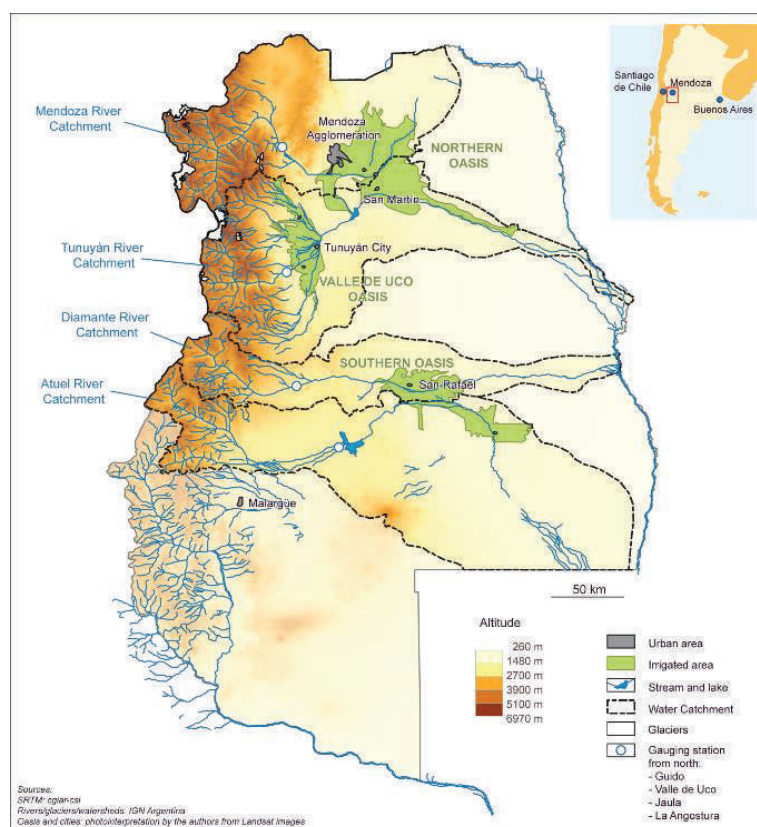 Mendoza River
Catchment
Mendoza
Agglomeration
NORTHERN
OASIS
San Martín
Tunuyán River
Catchment
Tunuyán City
VALLE DE UCO
OASIS
Diamante River
Catchment
SOUTHERN OASIS
Atuel River
Catchment
San Rafael
Malargüe
Santiago
de Chile
Mendoza
Buenos Aires
50 km
Altitude
260 m
1480 m
2700 m
3900 m
5100 m
6970 m
Urban area
Irrigated area
Stream and lake
Water Catchment
Glaciers
Gauging station
from north:
- Guido
- Valle de Uco
- Jaula
- La Angostura
Sources:
SRTM: cgiar-csi
Rivers/glaciers/watersheds: IGN Argentina
Oasis and cities: photointerpretation by the authors from Landsat images